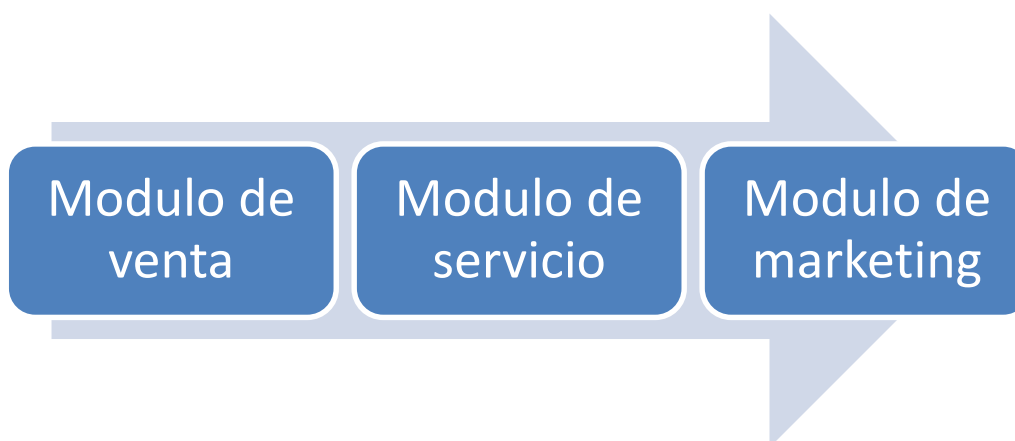 Modulo de
venta
Modulo de
servicio
Modulo de
marketing